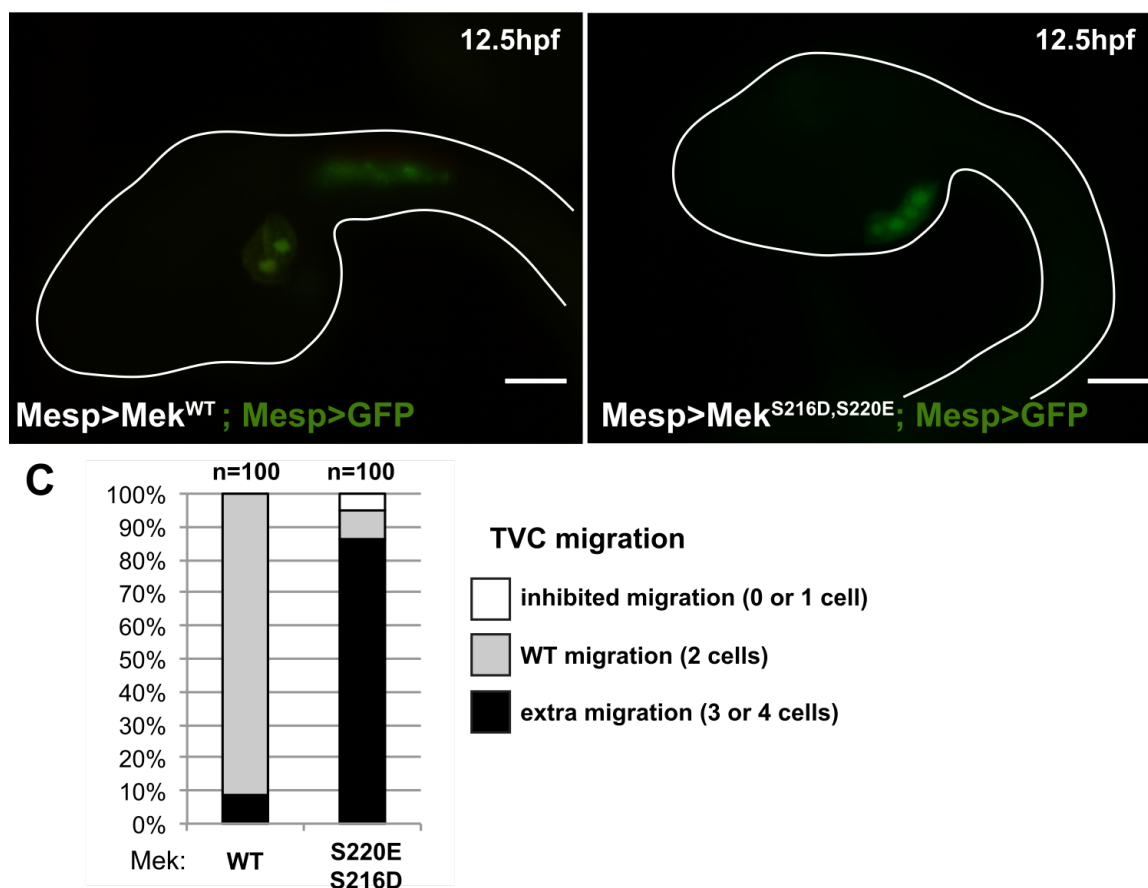 12.5hpf
12.5hpf
Mesp>Mek^WT ; Mesp>GFP
Mesp>Mek^S216D,S220E; Mesp>GFP
C
n=100 n=100
100%
90%
80%
70%
60%
50%
40%
30%
20%
10%
0%
Mek: WT S220E
S216D
TVC migration
inhibited migration (0 or 1 cell)
WT migration (2 cells)
extra migration (3 or 4 cells)